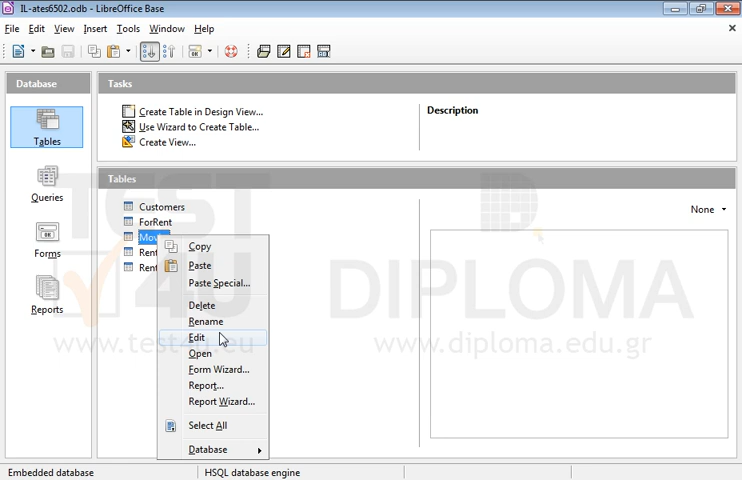 IL-ates6502.odb - LibreOffice Base
File Edit View Insert Tools Window Help
Database
Tables
Queries
Forms
Reports
Tasks
Create Table in Design View...
Use Wizard to Create Table...
Create View...
Description
Tables
Customers
ForRent
None
Copy
Paste
Paste Special...
Delete
Rename
Edit
Open
Form Wizard...
Report...
Report Wizard...
Select All
Database
TEST
4U
DIPLOMA
www.test4u.eu
www.diploma.edu.gr
Embedded database
HSQL database engine